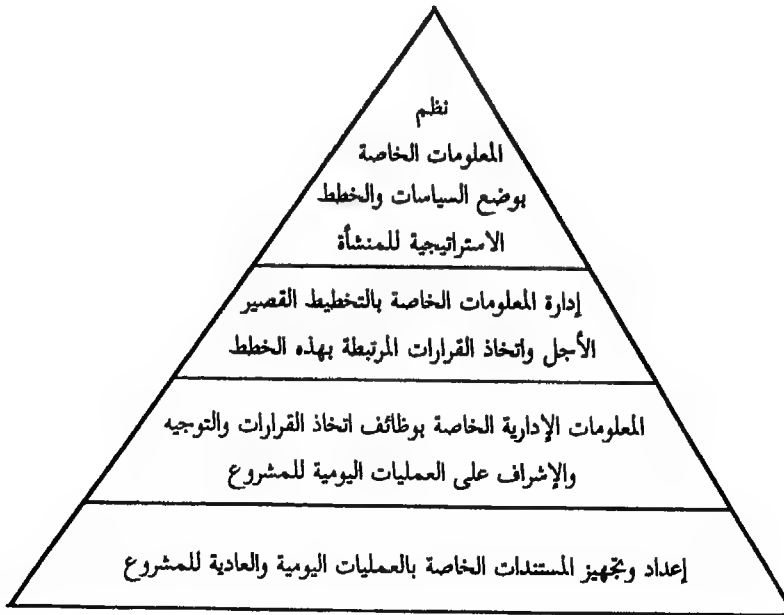 نظم
المعلومات الخاصة
بوضع السياسات والخطط
الاستراتيجية للمنشأة
إدارة المعلومات الخاصة بالتخطيط القصير
الأجل واتخاذ القرارات المرتبطة بهذه الخطط
المعلومات الإدارية الخاصة بوظائف اتخاذ القرارات والتوجيه
والإشراف على العمليات اليومية للمشروع
إعداد وتجهيز المستندات الخاصة بالعمليات اليومية والعادية للمشروع